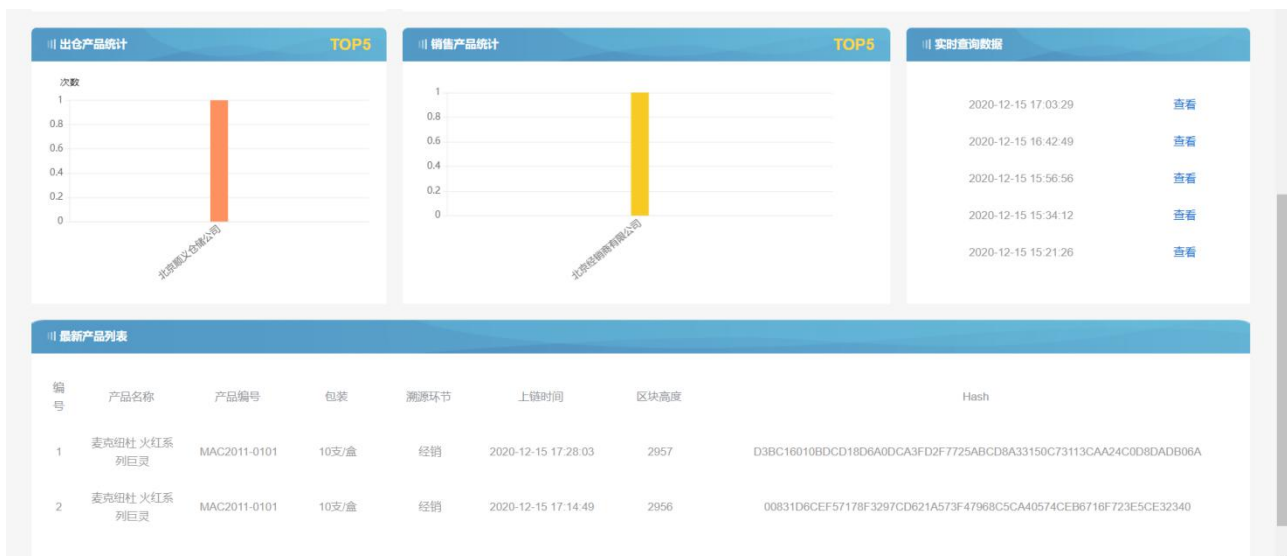 出仓产品统计 TOP5
次数
1
0.8
0.6
0.4
0.2
0
北京顺义仓储公司
销售产品统计 TOP5
1
0.8
0.6
0.4
0.2
0
北京经销商有限公司
实时查询数据
2020-12-15 17:03:29 查看
2020-12-15 16:42:49 查看
2020-12-15 15:56:56 查看
2020-12-15 15:34:12 查看
2020-12-15 15:21:26 查看
最新产品列表
编号 产品名称 产品编号 包装 溯源环节 上链时间 区块高度 Hash
1 麦克纽杜 火红系列巨灵 MAC2011-0101 10支/盒 经销 2020-12-15 17:28:03 2957 D3BC16010BDCD18D6A0DCA3FD2F7725ABCD8A33150C73113CAA24C0D8DADB06A
2 麦克纽杜 火红系列巨灵 MAC2011-0101 10支/盒 经销 2020-12-15 17:14:49 2956 00831D6CEF57178F3297CD621A573F47968C5CA40574CEB6716F723E5CE32340